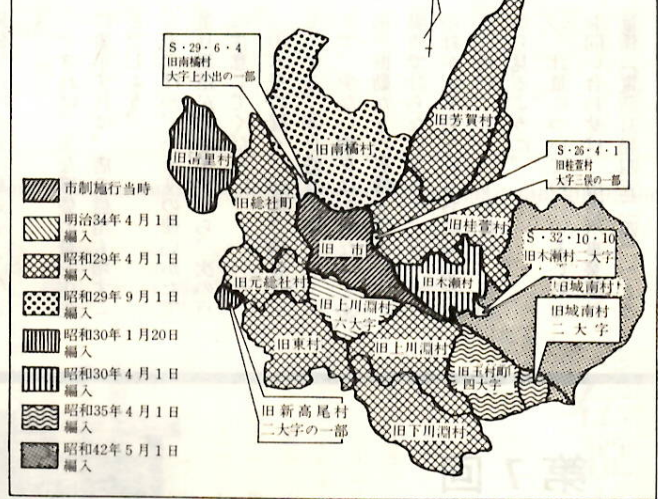 S・29・6・4
旧南橘村
大字上小出の一部
旧芳賀村
旧清里村
旧南橘村
S・26・4・1
旧桂萱村
大字三俣の一部
市制施行当時
旧総社町
旧桂萱村
明治34年4月1日
編入
旧市
S・32・10・10
旧木瀬村二大字
昭和29年4月1日
編入
旧元総社村
旧木瀬村
旧城南村
昭和29年9月1日
編入
旧上川淵村
六大字
旧城南村
二大字
昭和30年1月20日
編入
旧東村
旧上川淵村
旧玉村町
四大字
昭和30年4月1日
編入
昭和35年4月1日
編入
旧新高尾村
二大字の一部
旧下川淵村
昭和42年5月1日
編入
第7回